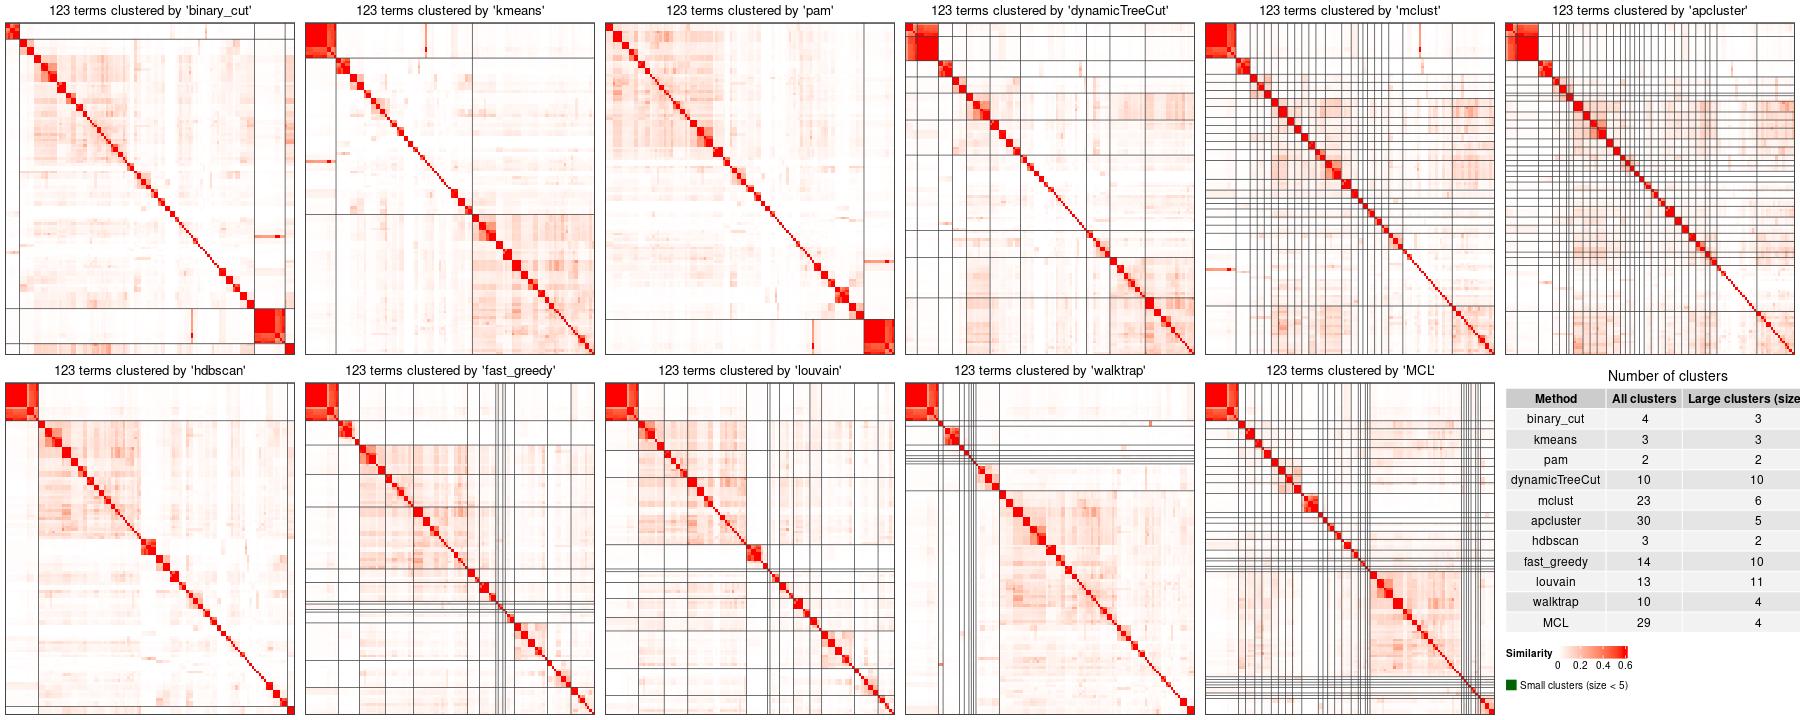 123 terms clustered by 'binary_cut'
123 terms clustered by 'kmeans'
123 terms clustered by 'pam'
123 terms clustered by 'dynamicTreeCut'
123 terms clustered by 'mclust'
123 terms clustered by 'apcluster'
123 terms clustered by 'hdbscan'
123 terms clustered by 'fast_greedy'
123 terms clustered by 'louvain'
123 terms clustered by 'walktrap'
123 terms clustered by 'MCL'
Number of clusters
Method All clusters Large clusters (size
binary_cut 4 3
kmeans 3 3
pam 2 2
dynamicTreeCut 10 10
mclust 23 6
apcluster 30 5
hdbscan 3 2
fast_greedy 14 10
louvain 13 11
walktrap 10 4
MCL 29 4
Similarity
0 0.2 0.4 0.6
Small clusters (size < 5)